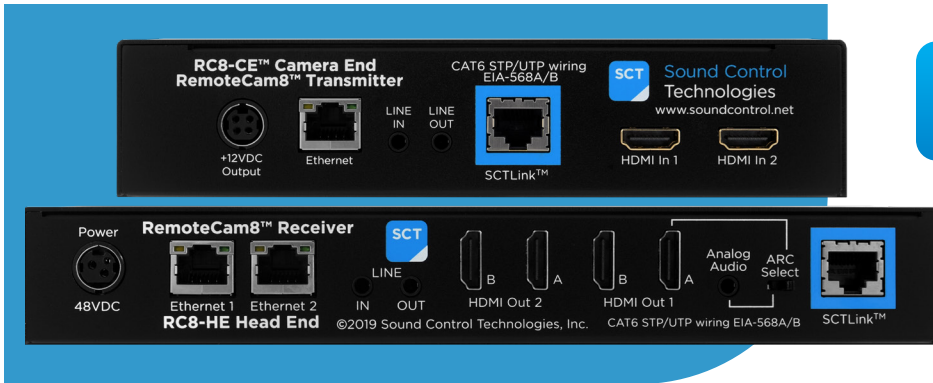 RC8-CE™ Camera End
RemoteCam8™ Transmitter
CAT6 STP/UTP wiring
EIA-568A/B
SCT
Sound Control
Technologies
www.soundcontrol.net
LINE
IN
LINE
OUT
+12VDC
Output
Ethernet
SCTLink™
HDMI In 1
HDMI In 2
Power
48VDC
RemoteCam8™ Receiver
Ethernet 1
Ethernet 2
RC8-HE Head End
SCT
LINE
IN
OUT
B
A
HDMI Out 2
B
A
HDMI Out 1
Analog
Audio
ARC
Select
©2019 Sound Control Technologies, Inc.
CAT6 STP/UTP wiring EIA-568A/B
SCTLink™